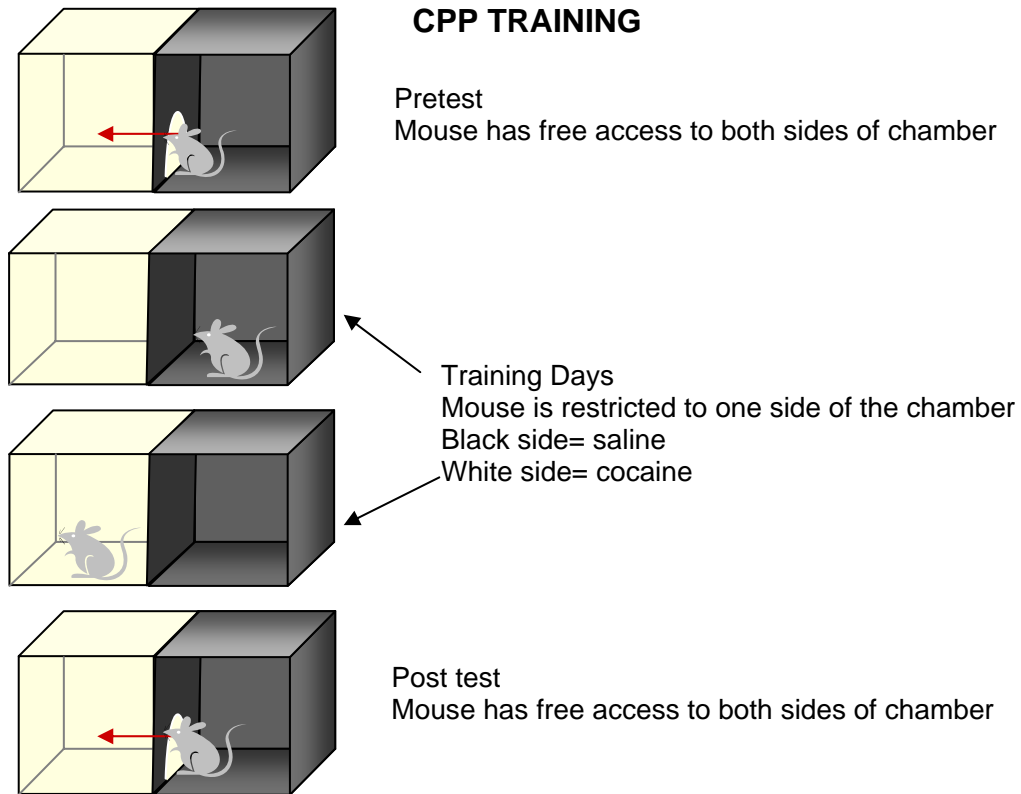 CPP TRAINING
Pretest
Mouse has free access to both sides of chamber
Training Days
Mouse is restricted to one side of the chamber
Black side= saline
White side= cocaine
Post test
Mouse has free access to both sides of chamber